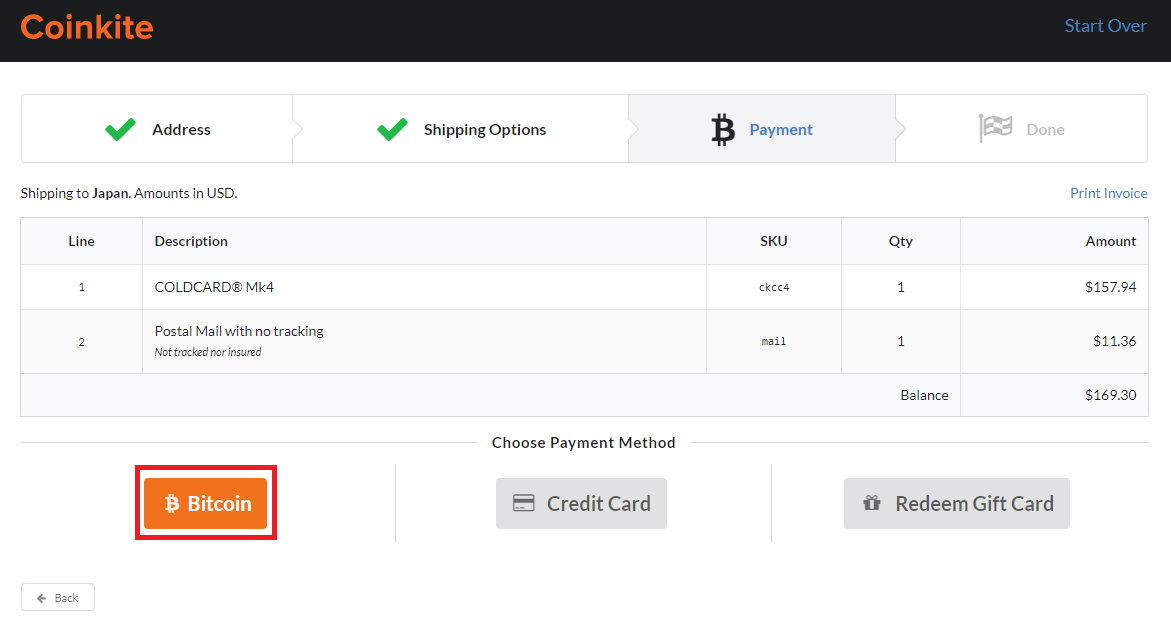 Coinkite
Start Over
Address
Shipping Options
Payment
Done
Shipping to Japan. Amounts in USD.
Print Invoice
Line Description SKU Qty Amount
1 COLDCARD® Mk4 ckcc4 1 $157.94
2 Postal Mail with no tracking mail 1 $11.36
Not tracked nor insured
Balance $169.30
Choose Payment Method
Bitcoin
Credit Card
Redeem Gift Card
Back